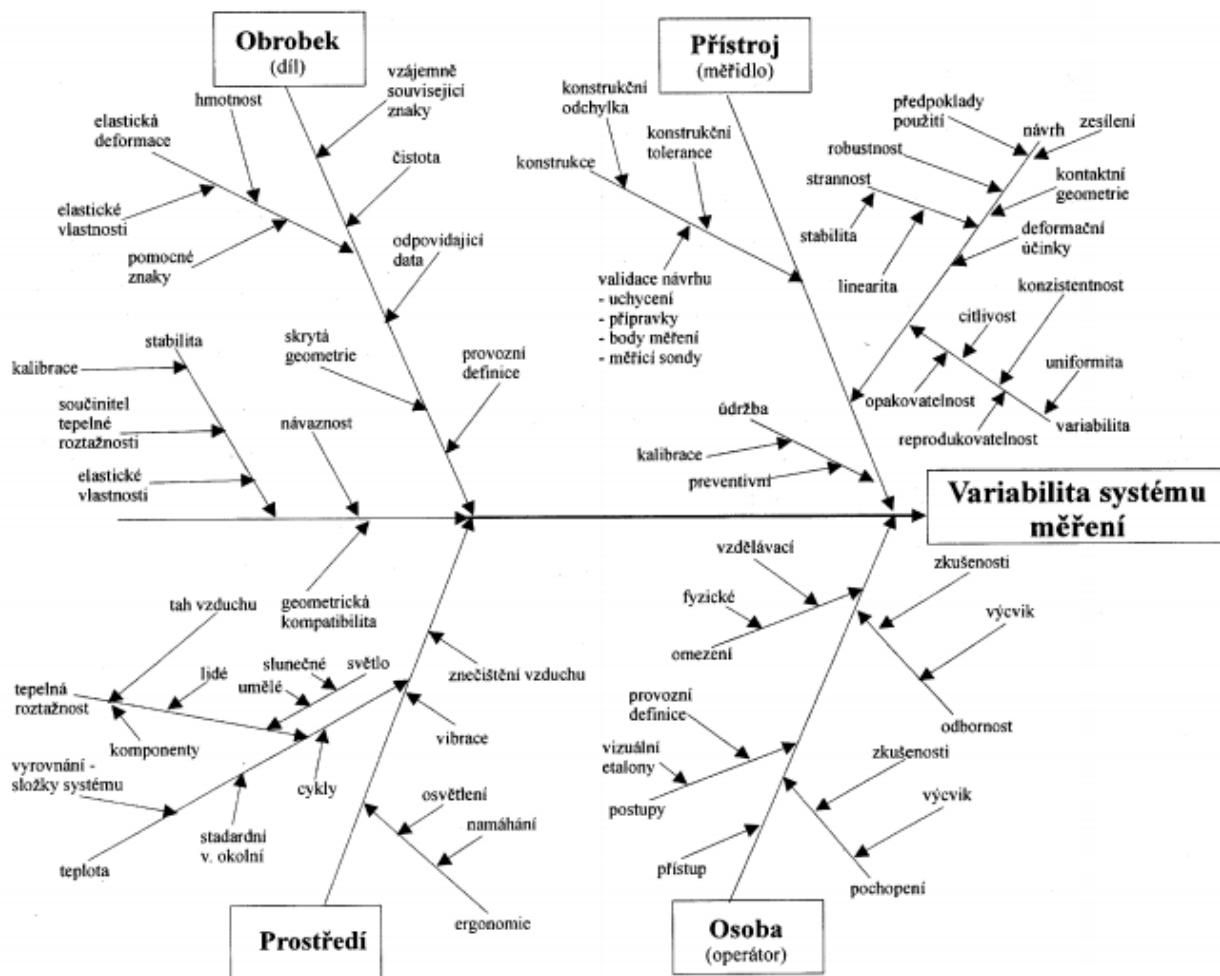 Obrobek
(díl)
Přístroj
(měřidlo)
vzájemně
související
znaky
hmotnost
elastická
deformace
čistota
elastické
vlastnosti
pomocné
znaky
odpovídající
data
skrytá
geometrie
provozní
definice
konstrukční
odchylka
konstrukční
tolerance
konstrukce
validace návrhu
- uchycení
- přípravky
- body měření
- měřicí sondy
předpoklady
použití
návrh
zesílení
robustnost
strannost
kontaktní
geometrie
stabilita
linearita
deformační
účinky
konzistentnost
citlivost
uniformita
opakovatelnost
reprodukovatelnost
variabilita
údržba
kalibrace
preventivní
stabilita
kalibrace
součinitel
tepelné
roztažnosti
elastické
vlastnosti
návaznost
Variabilita systému
měření
geometrická
kompatibilita
tah vzduchu
tepelná
roztažnost
lidé
slunečné
umělé
světlo
komponenty
vyrovnání -
složky systému
teplota
stadardní
v. okolní
cykly
znečištění vzduchu
vibrace
osvětlení
namáhání
ergonomie
vzdělávací
fyzické
omezení
zkušenosti
výcvik
odbornost
provozní
definice
vizuální
etalony
postupy
zkušenosti
výcvik
přístup
pochopení
Prostředí
Osoba
(operátor)